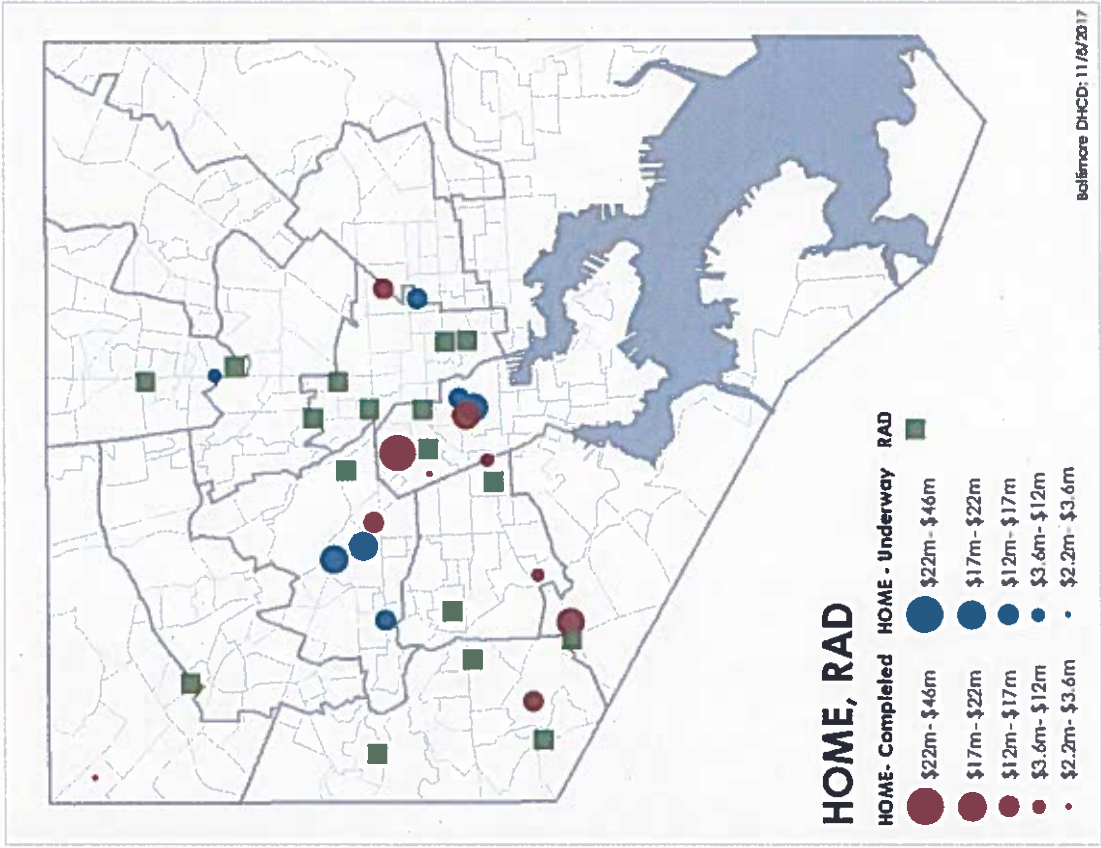 HOME, RAD
HOME- Completed HOME - Underway RAD
$22m- $46m $22m- $46m
$17m- $22m $17m- $22m
$12m- $17m $12m- $17m
$3.6m- $12m $3.6m- $12m
$2.2m- $3.6m $2.2m- $3.6m
Baltimore DHCD: 11/6/2017